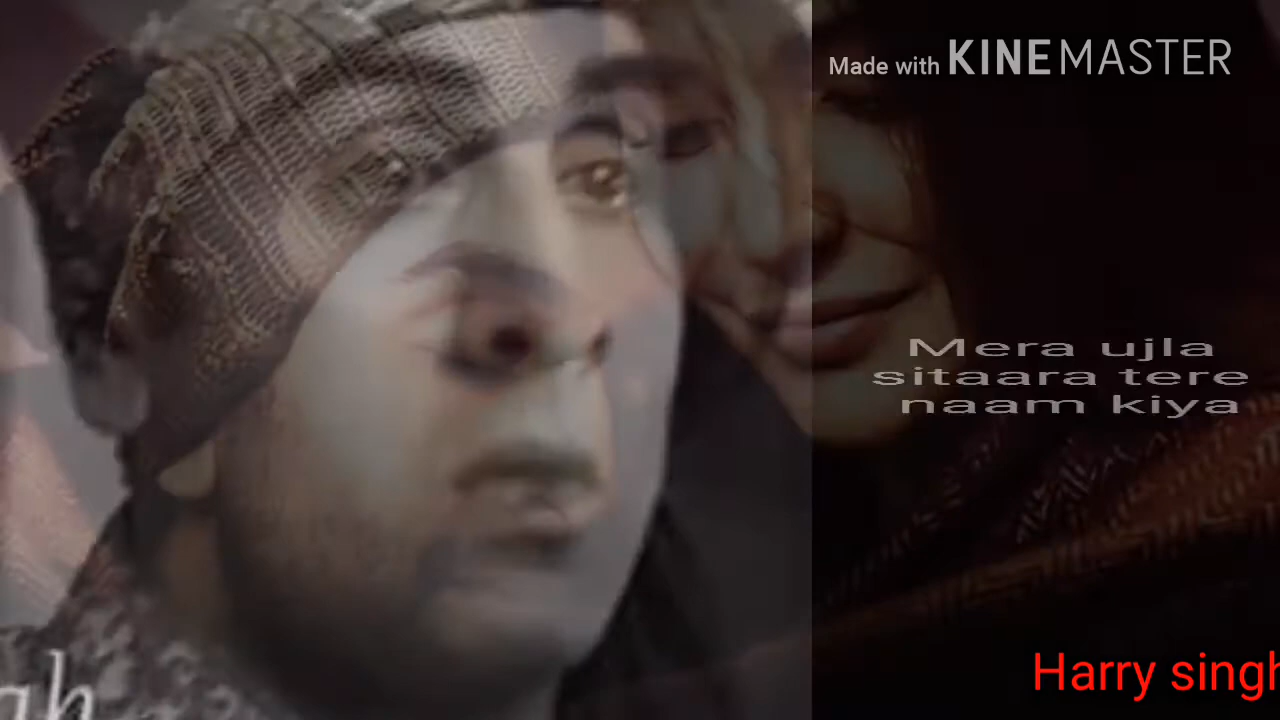 Made with KINEMASTER
Mera ujla
sitaara tere
naam kiya
Harry singh